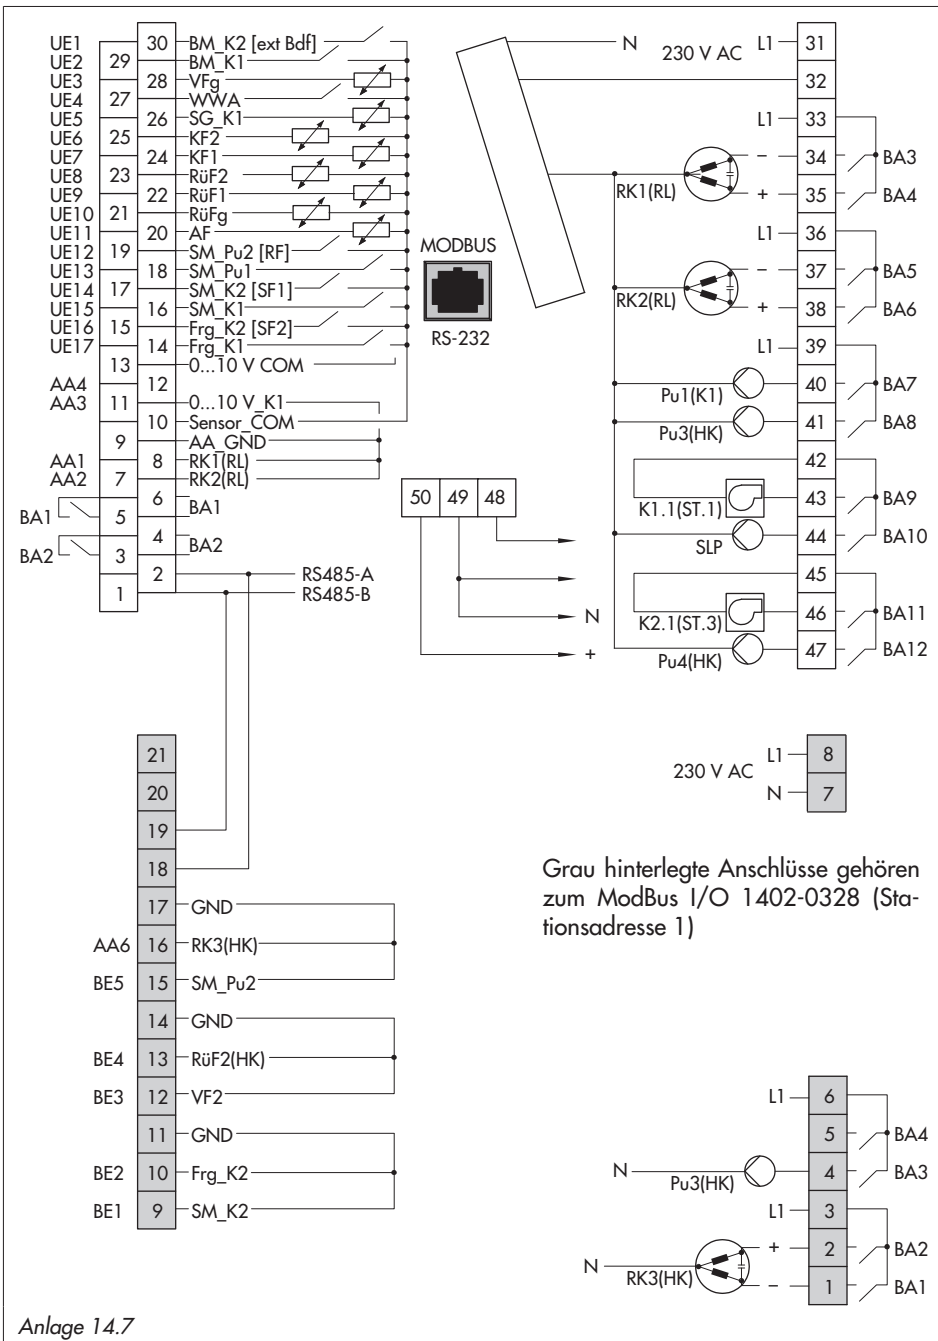 UE1 30 BM_K2 [ext Bdf]
UE2 29 BM_K1
UE3 28 VFg
UE4 27 WWA
UE5 26 SG_K1
UE6 25 KF2
UE7 24 KF1
UE8 23 RüF2
UE9 22 RüF1
UE10 21 RüFg
UE11 20 AF
UE12 19 SM_Pu2 [RF]
UE13 18 SM_Pu1
UE14 17 SM_K2 [SF1]
UE15 16 SM_K1
UE16 15 Frg_K2 [SF2]
UE17 14 Frg_K1
13 0...10 V COM
AA4 12
AA3 11 0...10 V_K1
10 Sensor_COM
9 AA_GND
AA1 8 RK1(RL)
AA2 7 RK2(RL)
6 BA1
BA1 5
4 BA2
BA2 3
2 RS485-A
1 RS485-B
MODBUS
RS-232
N 230 V AC L1 31
32
L1 33
RK1(RL) – 34 BA3
+ 35 BA4
L1 36
RK2(RL) – 37 BA5
+ 38 BA6
L1 39
Pu1(K1) 40 BA7
Pu3(HK) 41 BA8
42
K1.1(ST.1) 43 BA9
SLP 44 BA10
45
K2.1(ST.3) 46 BA11
Pu4(HK) 47 BA12
50 49 48
N
+
21
20
19
18
17 GND
AA6 16 RK3(HK)
BE5 15 SM_Pu2
14 GND
BE4 13 RüF2(HK)
BE3 12 VF2
11 GND
BE2 10 Frg_K2
BE1 9 SM_K2
230 V AC L1 8
N 7
Grau hinterlegte Anschlüsse gehören
zum ModBus I/O 1402-0328 (Sta-
tionsadresse 1)
L1 6
5 BA4
N Pu3(HK) 4 BA3
L1 3
+ 2 BA2
N RK3(HK) – 1 BA1
Anlage 14.7